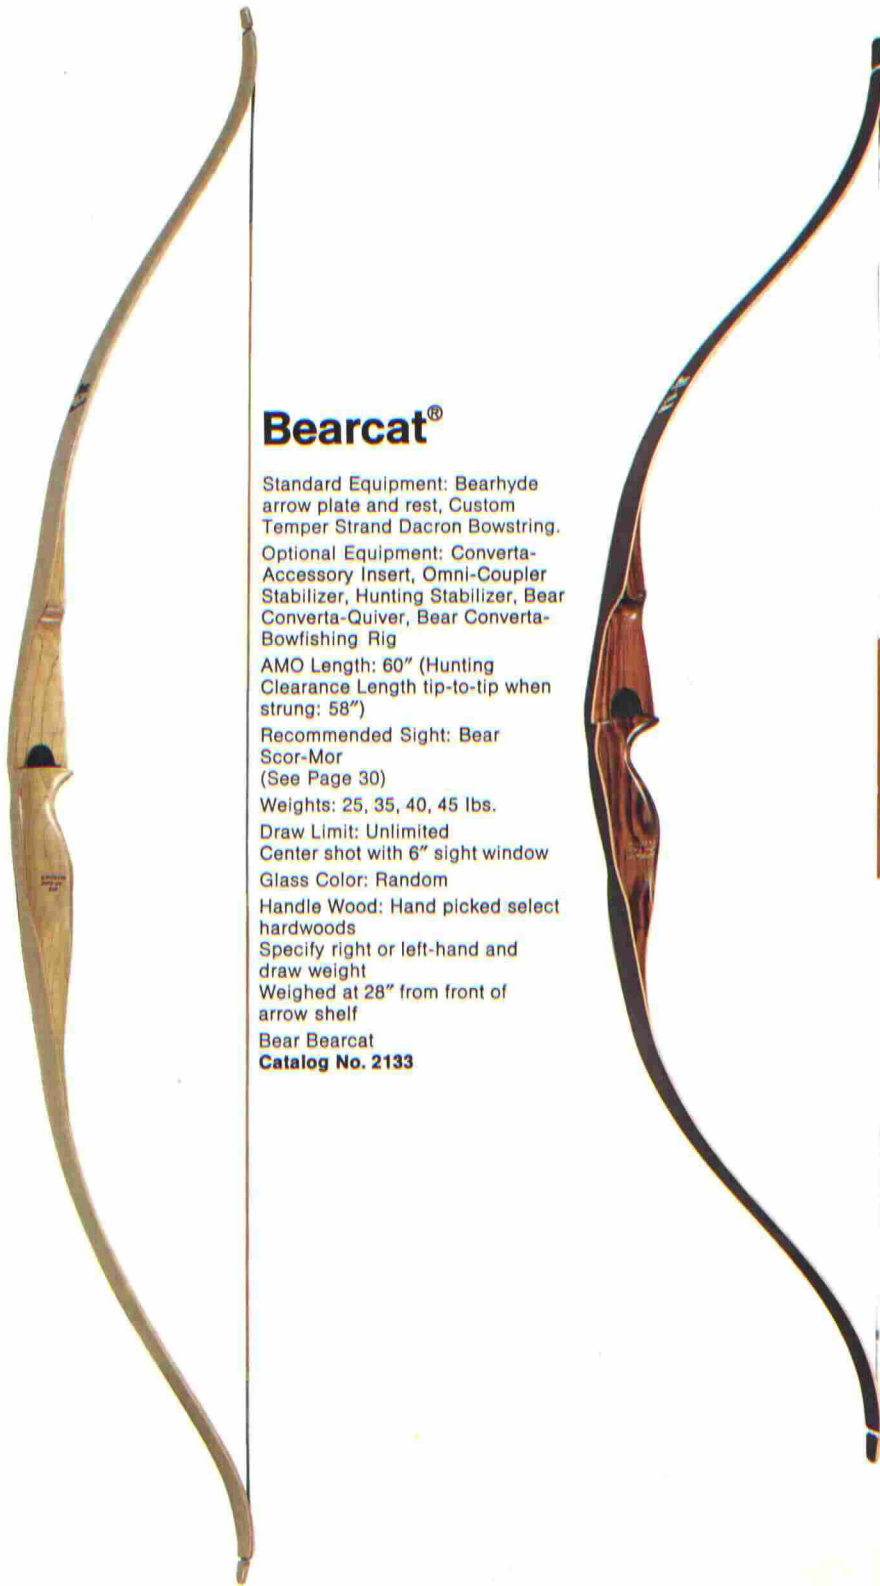 Bearcat®
Standard Equipment: Bearhyde
arrow plate and rest, Custom
Temper Strand Dacron Bowstring.
Optional Equipment: Converta-
Accessory Insert, Omni-Coupler
Stabilizer, Hunting Stabilizer, Bear
Converta-Quiver, Bear Converta-
Bowfishing Rig
AMO Length: 60″ (Hunting
Clearance Length tip-to-tip when
strung: 58″)
Recommended Sight: Bear
Scor-Mor
(See Page 30)
Weights: 25, 35, 40, 45 lbs.
Draw Limit: Unlimited
Center shot with 6″ sight window
Glass Color: Random
Handle Wood: Hand picked select
hardwoods
Specify right or left-hand and
draw weight
Weighed at 28″ from front of
arrow shelf
Bear Bearcat
Catalog No. 2133